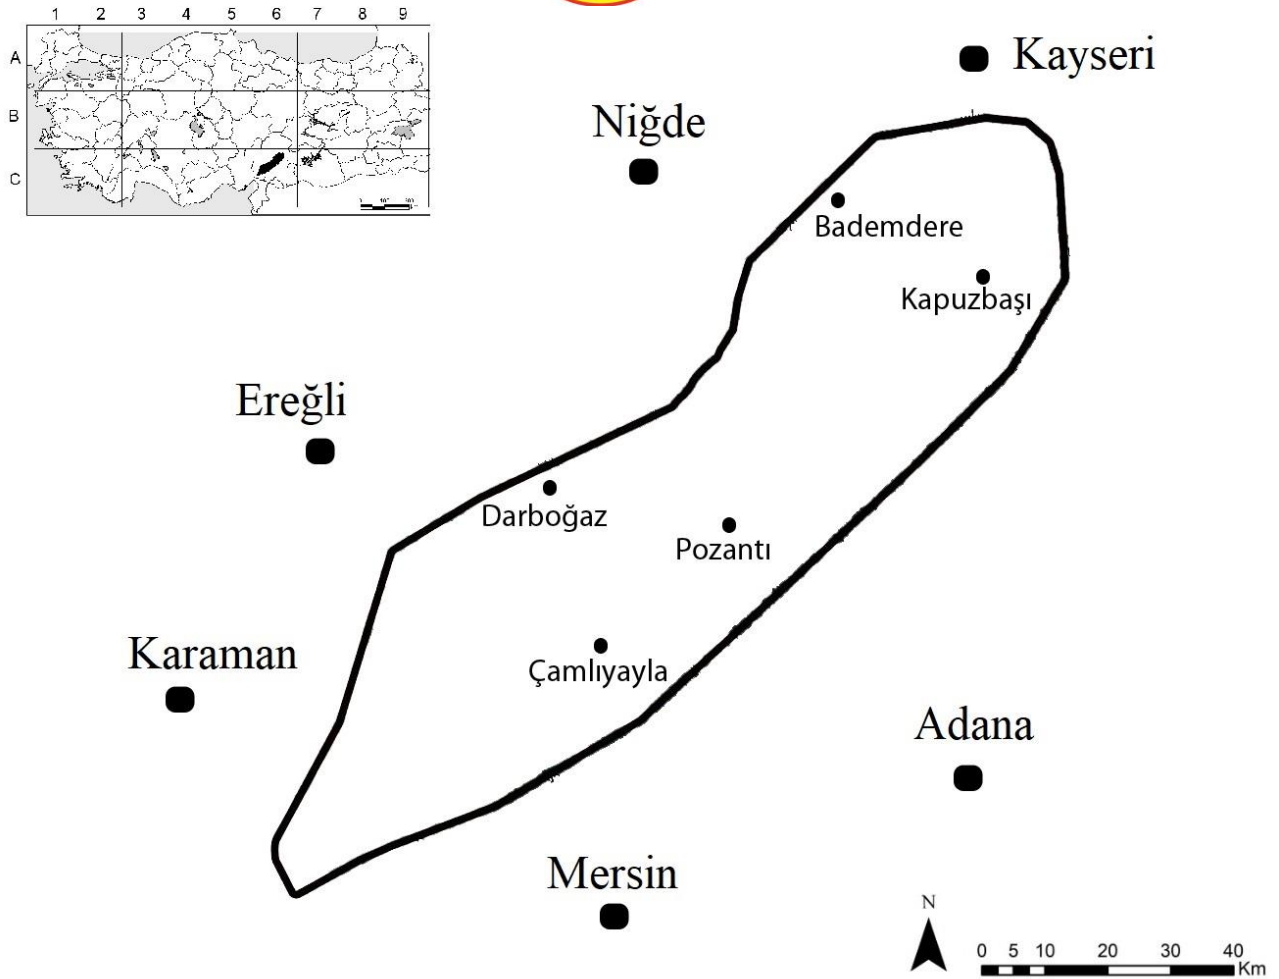 1 2 3 4 5 6 7 8 9
A
B
C
Kayseri
Niğde
Bademdere
Kapuzbaşı
Ereğli
Darboğaz
Pozantı
Karaman
Çamlıyayla
Adana
Mersin
N
0 5 10 20 30 40
Km